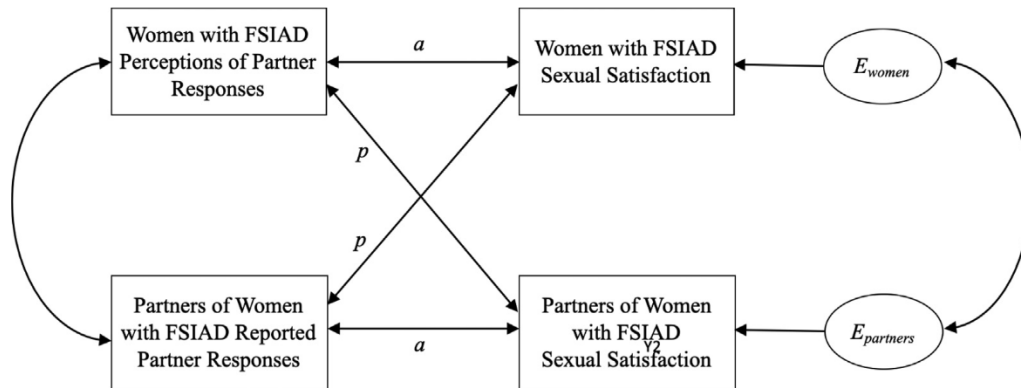 Women with FSIAD
Perceptions of Partner
Responses
a
Women with FSIAD
Sexual Satisfaction
E women
p
p
Partners of Women
with FSIAD Reported
Partner Responses
a
Partners of Women
with FSIAD
Y2
Sexual Satisfaction
E partners